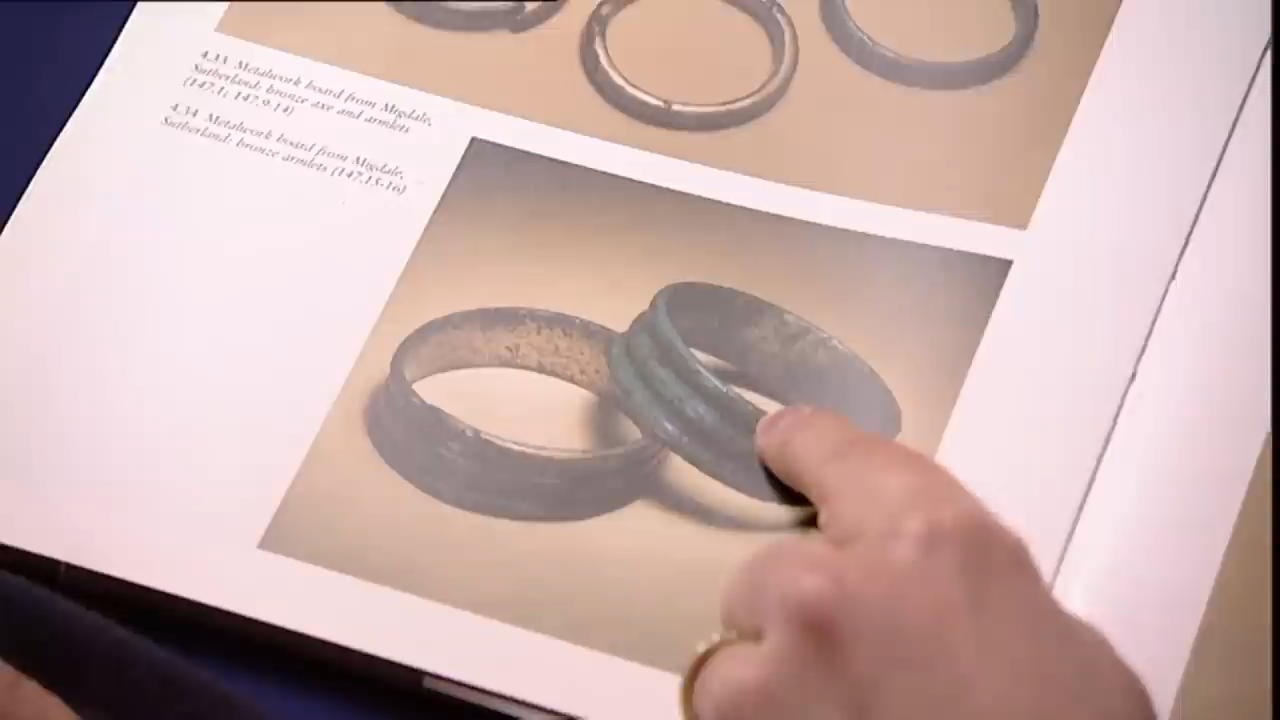 4.33 Metalwork hoard from Migdale,
Sutherland: bronze axe and armlets
(147.1; 147.9-14)
4.34 Metalwork hoard from Migdale,
Sutherland: bronze armlets (147.15-16)